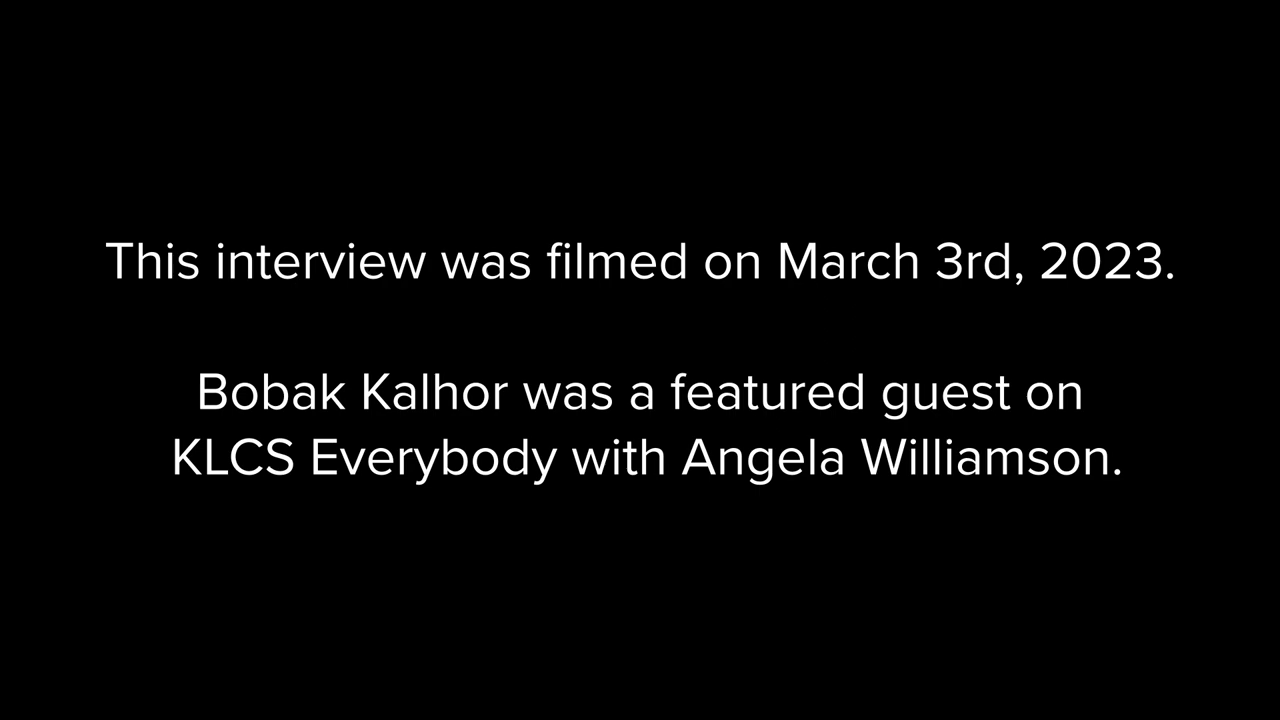 This interview was filmed on March 3rd, 2023.
Bobak Kalhor was a featured guest on
KLCS Everybody with Angela Williamson.